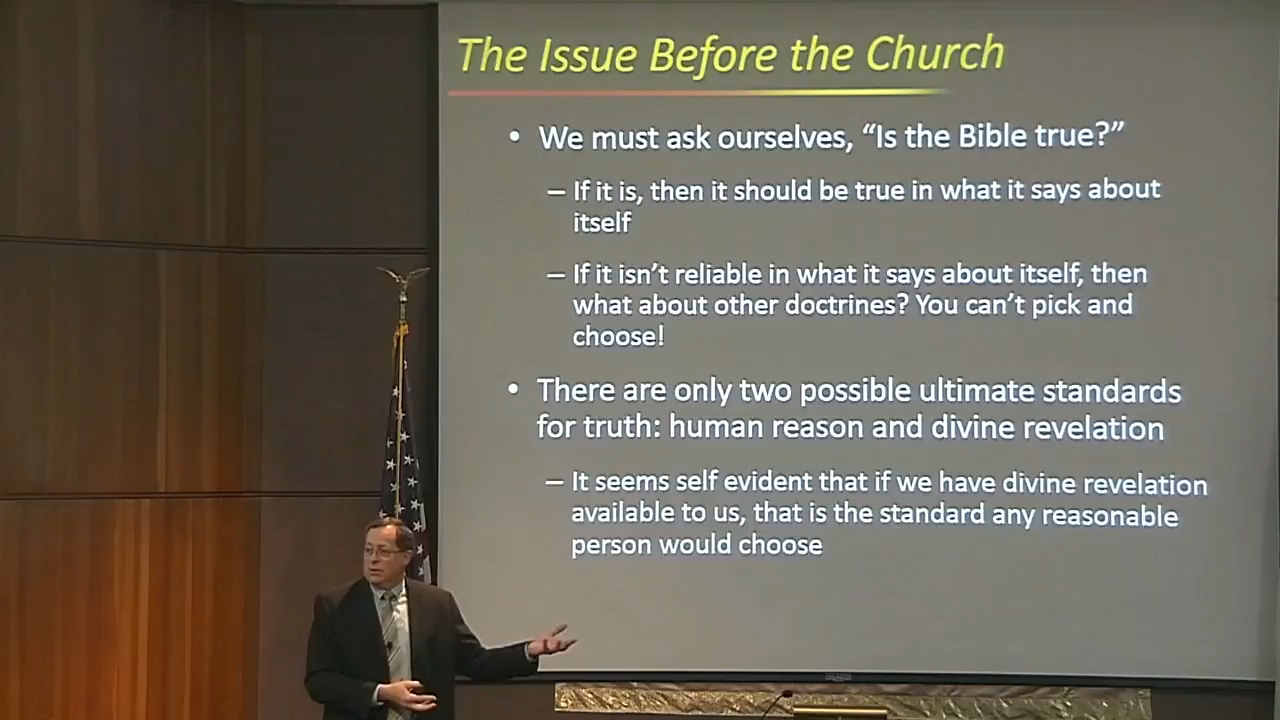 The Issue Before the Church
• We must ask ourselves, “Is the Bible true?”
– If it is, then it should be true in what it says about
itself
– If it isn’t reliable in what it says about itself, then
what about other doctrines? You can’t pick and
choose!
• There are only two possible ultimate standards
for truth: human reason and divine revelation
– It seems self evident that if we have divine revelation
available to us, that is the standard any reasonable
person would choose